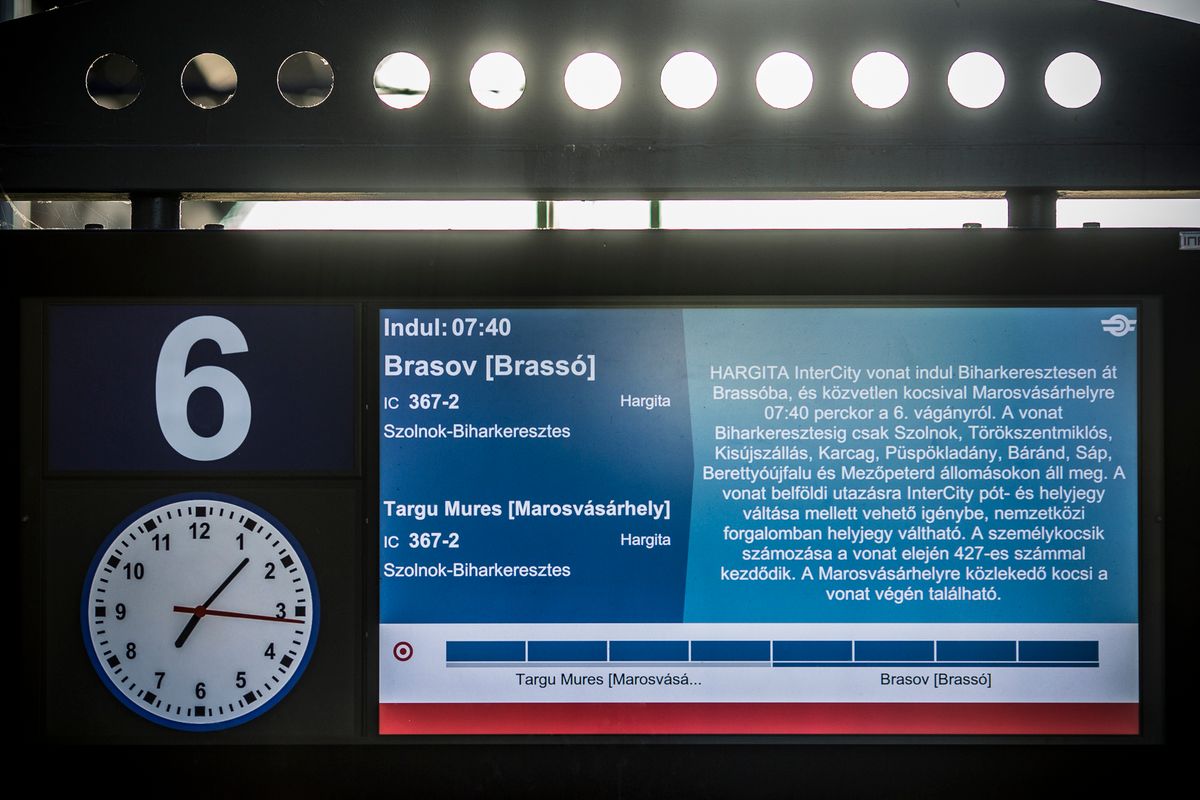 6
Indul: 07:40
Brasov [Brassó]
IC 367-2 Hargita
Szolnok-Biharkeresztes
Targu Mures [Marosvásárhely]
IC 367-2 Hargita
Szolnok-Biharkeresztes
HARGITA InterCity vonat indul Biharkeresztesen át
Brassóba, és közvetlen kocsival Marosvásárhelyre
07:40 perckor a 6. vágányról. A vonat
Biharkeresztesig csak Szolnok, Törökszentmiklós,
Kisújszállás, Karcag, Püspökladány, Báránd, Sáp,
Berettyóújfalu és Mezőpeterd állomásokon áll meg. A
vonat belföldi utazásra InterCity pót- és helyjegy
váltása mellett vehető igénybe, nemzetközi
forgalomban helyjegy váltható. A személykocsik
számozása a vonat elején 427-es számmal
kezdődik. A Marosvásárhelyre közlekedő kocsi a
vonat végén található.
Targu Mures [Marosvásá...
Brasov [Brassó]
12
1
2
3
4
5
6
7
8
9
10
11